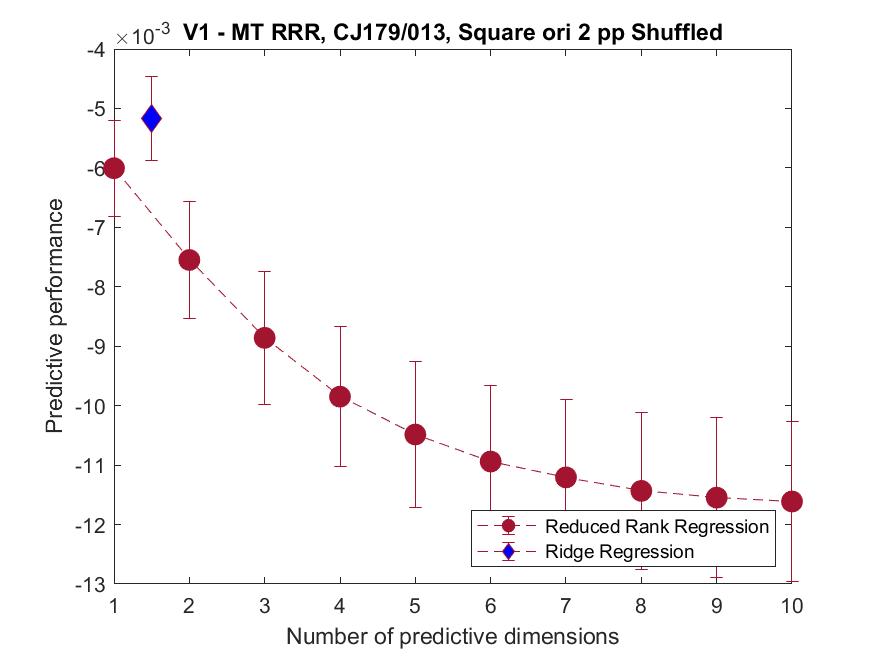 V1 - MT RRR, CJ179/013, Square ori 2 pp Shuffled
×10⁻³
-4
-5
-6
-7
-8
-9
-10
-11
-12
-13
Predictive performance
Reduced Rank Regression
Ridge Regression
1 2 3 4 5 6 7 8 9 10
Number of predictive dimensions